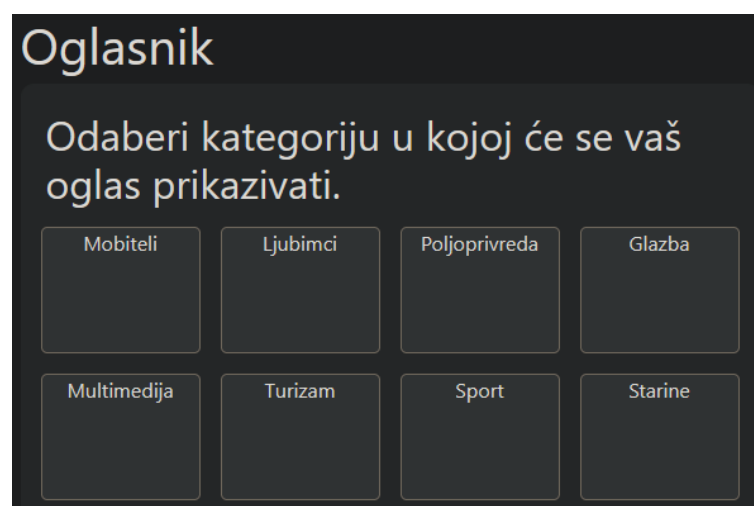 Oglasnik
Odaberi kategoriju u kojoj će se vaš
oglas prikazivati.
Mobiteli
Ljubimci
Poljoprivreda
Glazba
Multimedija
Turizam
Sport
Starine